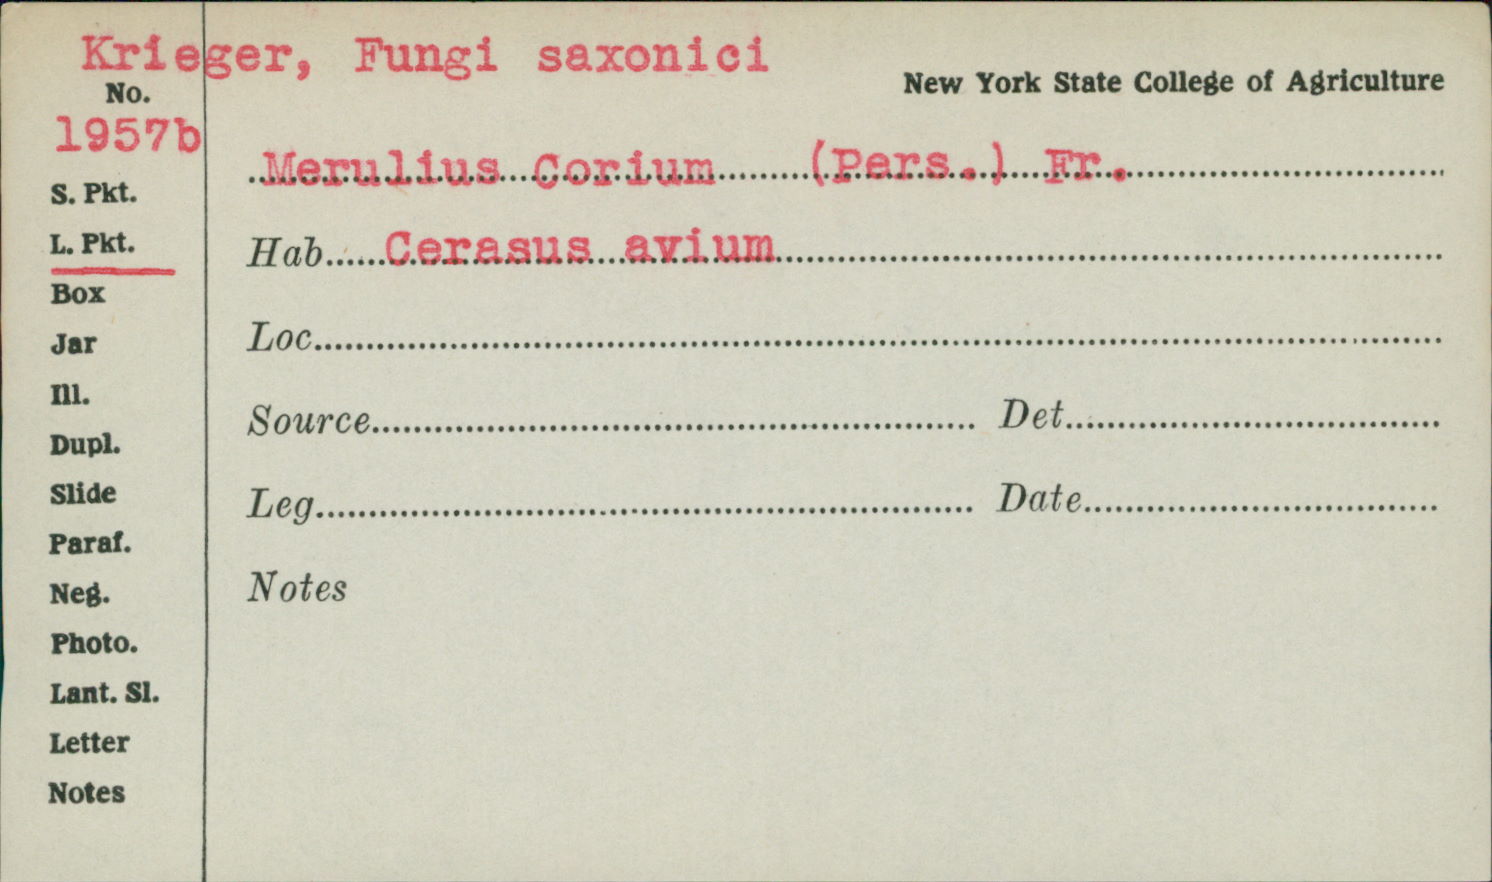 Krieger, Fungi saxonici
New York State College of Agriculture
No.
1957b
Merulius Corium (Pers.) Fr.
S. Pkt.
L. Pkt.
Hab. Cerasus avium
Box
Jar
Loc.
Ill.
Dupl.
Source Det.
Slide
Leg. Date
Paraf.
Neg.
Notes
Photo.
Lant. Sl.
Letter
Notes